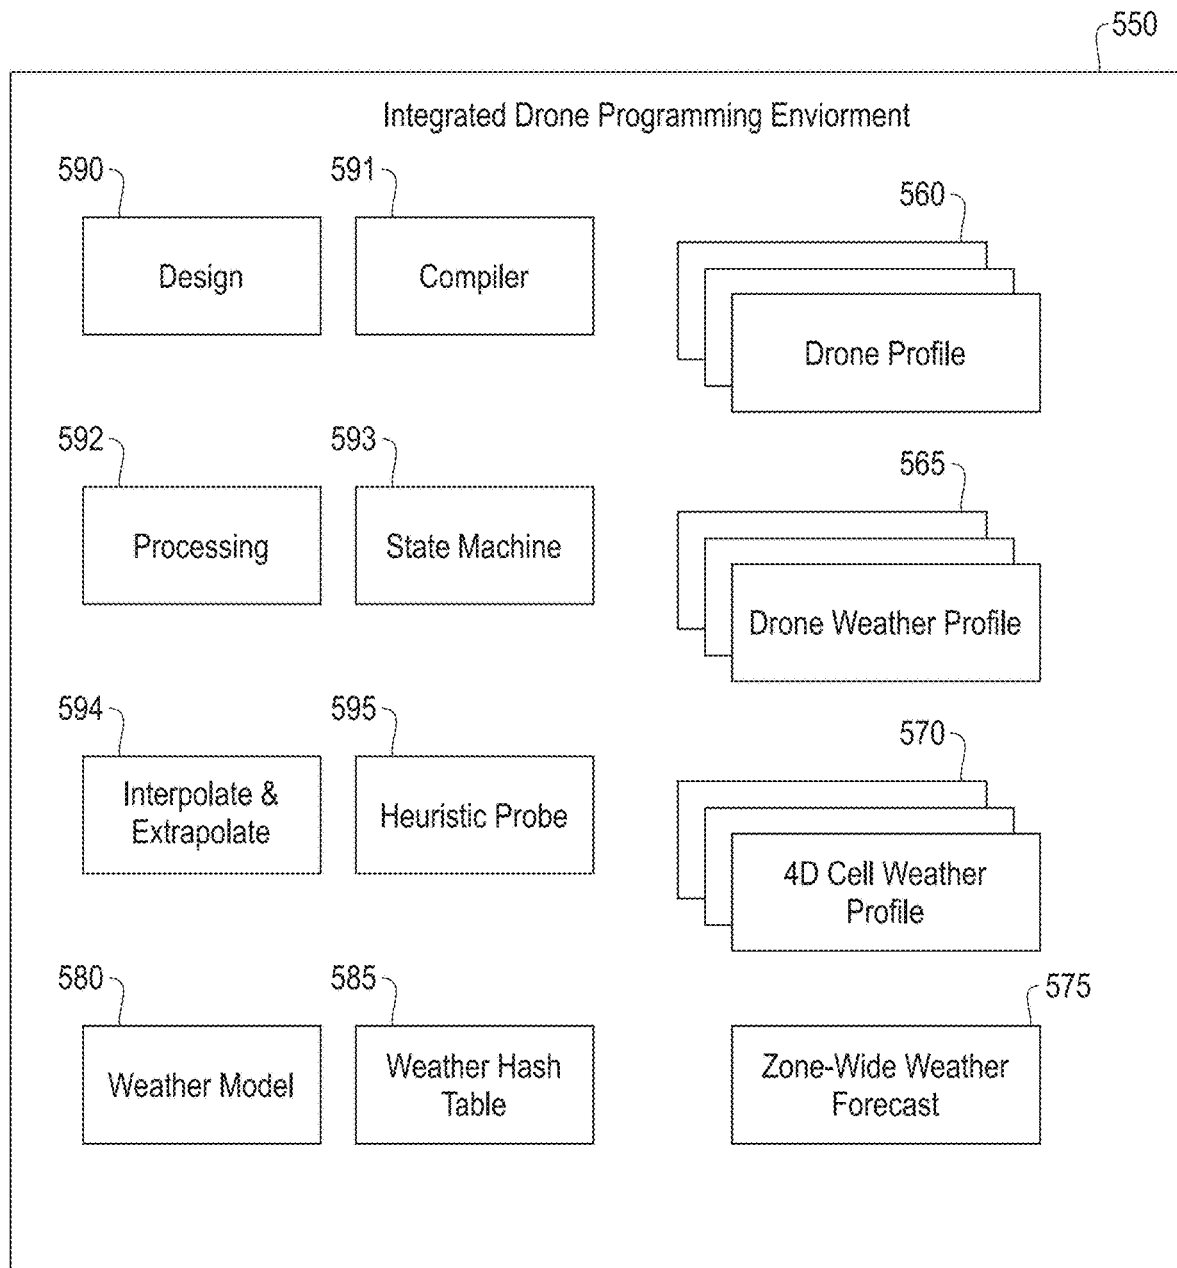 550
Integrated Drone Programming Enviorment
590
Design
591
Compiler
560
Drone Profile
592
Processing
593
State Machine
565
Drone Weather Profile
594
Interpolate &
Extrapolate
595
Heuristic Probe
570
4D Cell Weather
Profile
580
Weather Model
585
Weather Hash
Table
575
Zone-Wide Weather
Forecast